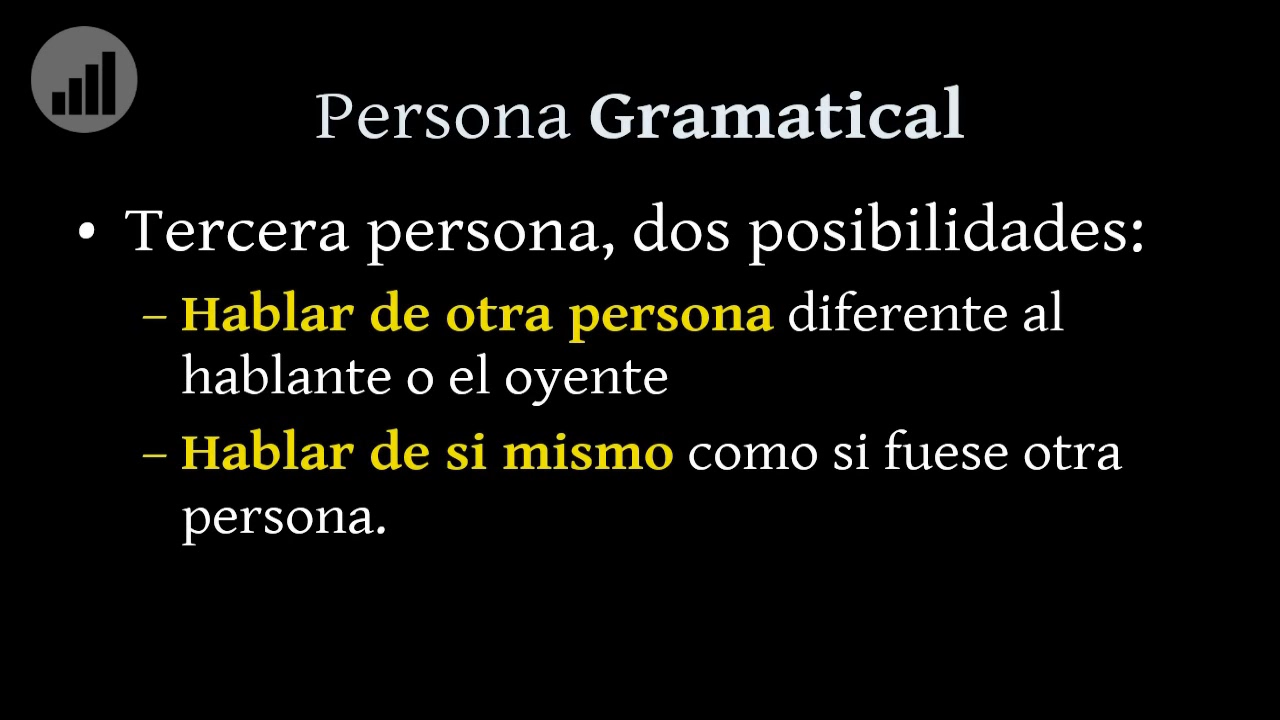 Persona Gramatical
• Tercera persona, dos posibilidades:
– Hablar de otra persona diferente al
hablante o el oyente
– Hablar de si mismo como si fuese otra
persona.